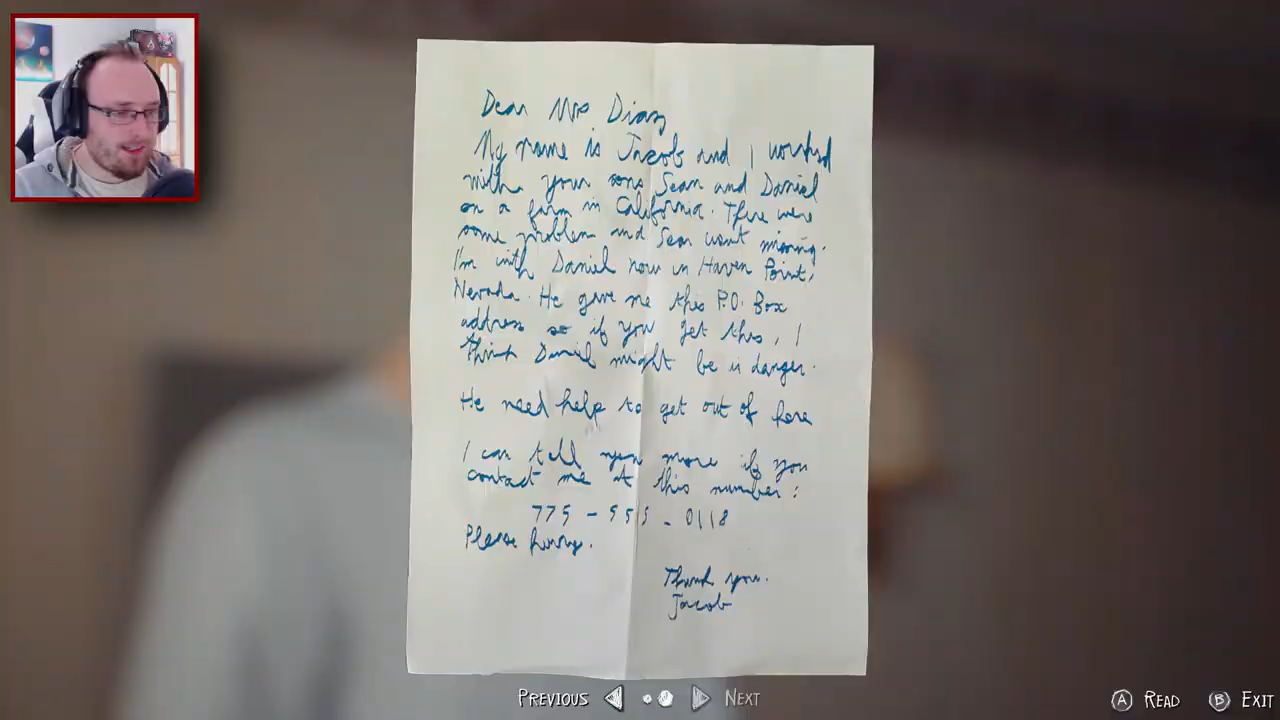 Dear Mrs Diaz
My name is Jacob and I worked
with your sons Sean and Daniel
on a farm in California. There were
some problem and Sean went missing.
I'm with Daniel now in Haven Point,
Nevada. He gave me this P.O. Box
address so if you get this, I
think Daniel might be in danger.
He need help to get out of here
I can tell you more if you
contact me at this number:
775 - 555 - 0118
Please hurry.
Thank you.
Jacob
PREVIOUS NEXT
A READ B EXIT